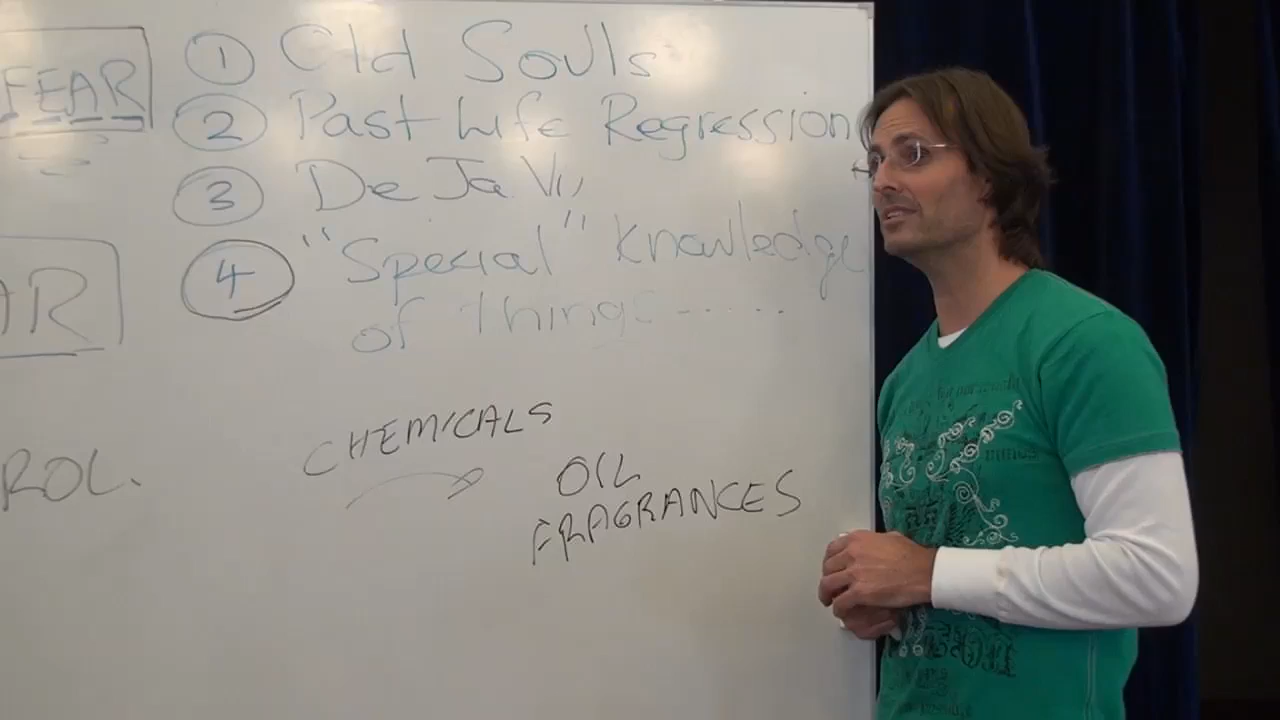 FEAR
① Old Souls
② Past Life Regression
③ De Ja Vu
④ "Special" Knowledge
of Things......
AR
CHEMICALS
ROL.
OIL
FRAGRANCES